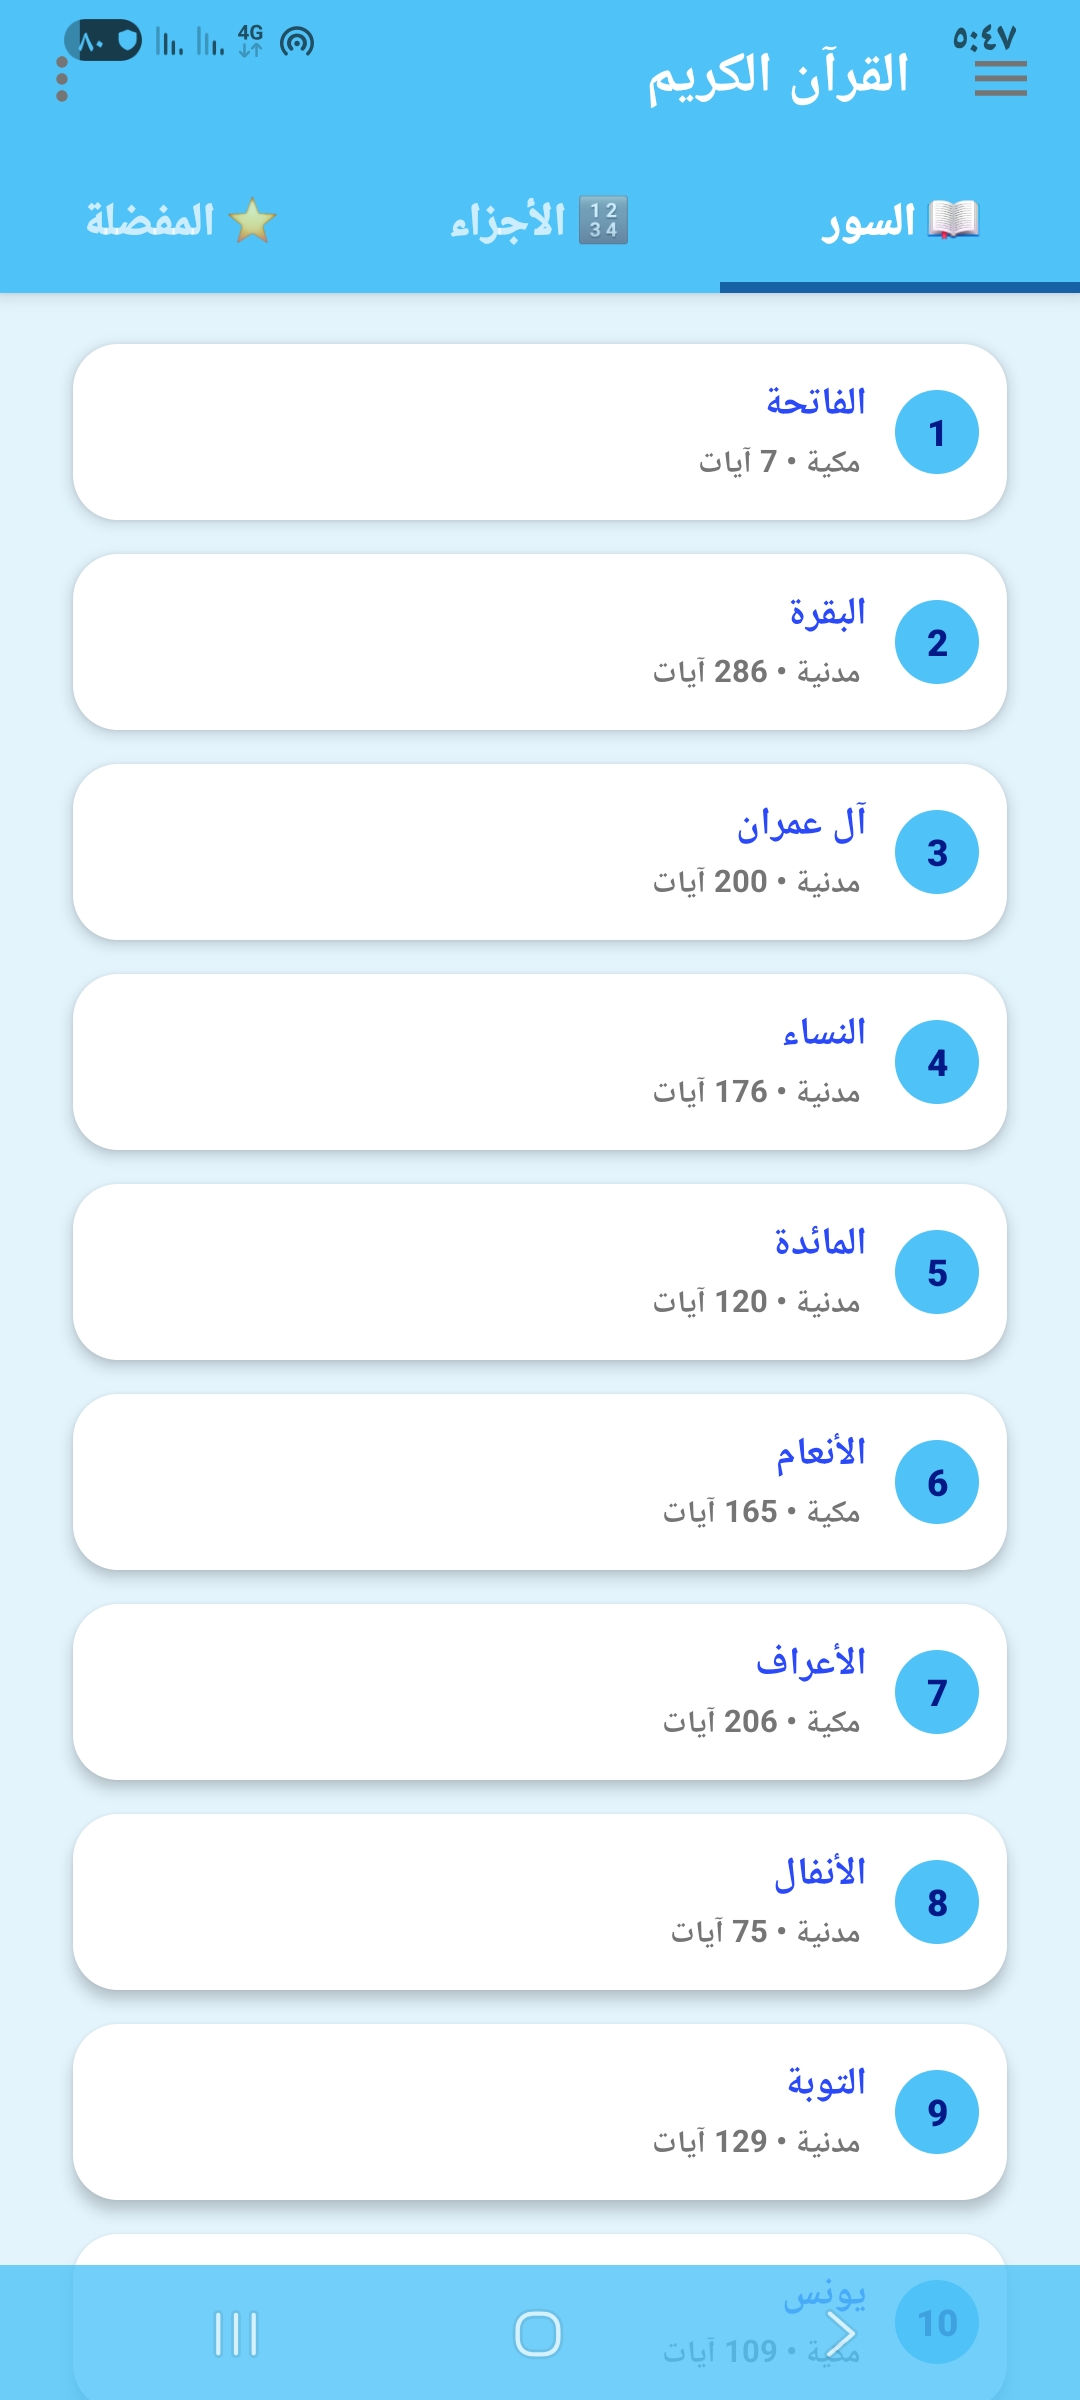 ٥:٤٧
4G
٨٠
القرآن الكريم
السور
الأجزاء
المفضلة
1
الفاتحة
مكية • 7 آيات
2
البقرة
مدنية • 286 آيات
3
آل عمران
مدنية • 200 آيات
4
النساء
مدنية • 176 آيات
5
المائدة
مدنية • 120 آيات
6
الأنعام
مكية • 165 آيات
7
الأعراف
مكية • 206 آيات
8
الأنفال
مدنية • 75 آيات
9
التوبة
مدنية • 129 آيات
10
يونس
مكية • 109 آيات